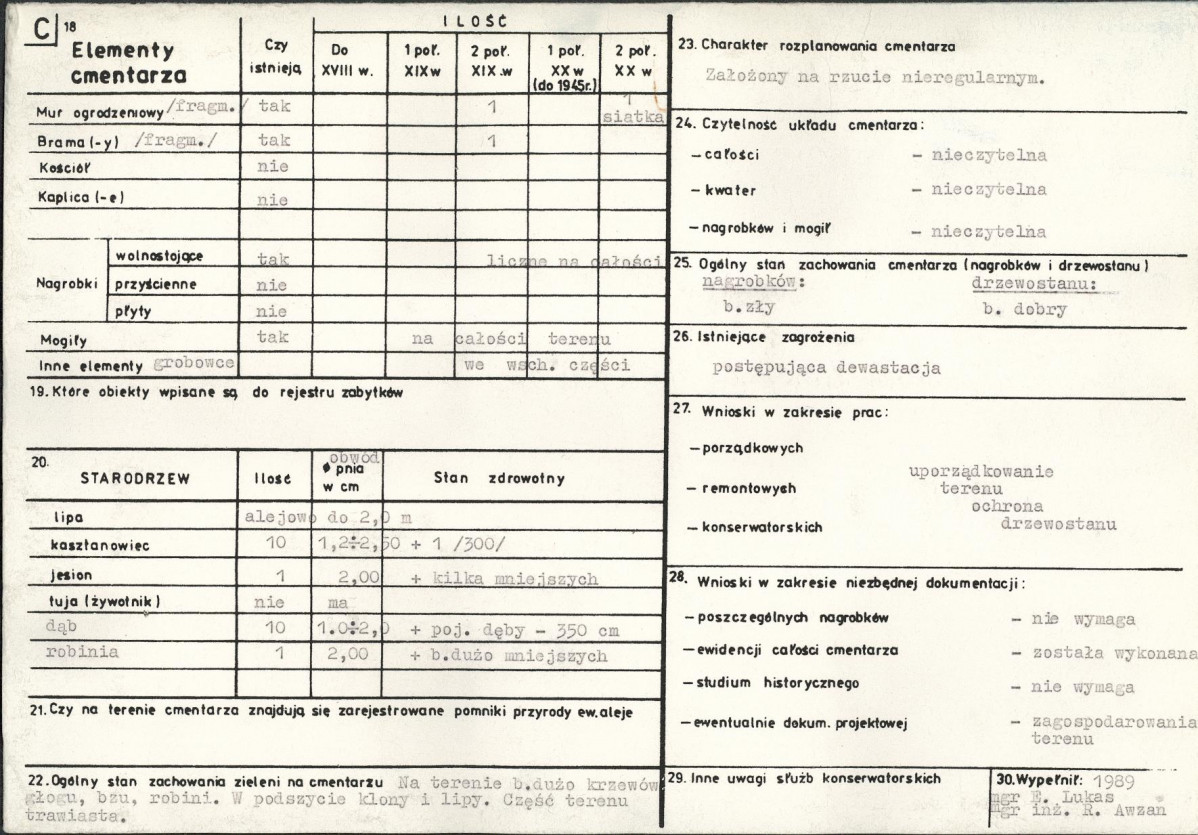 C 18
Elementy cmentarza
Czy istnieją
ILOŚĆ
Do XVIII w.
1 poł. XIX w
2 poł. XIX .w
1 poł. XX w (do 1945r.)
2 poł. XX w
Mur ogrodzeniowy /fragm./ tak 1 1 siatka
Brama (-y) /fragm./ tak 1
Kościół nie
Kaplica (-e) nie
Nagrobki
wolnostojące tak liczne na całości
przyścienne nie
płyty nie
Mogiły tak na całości terenu
Inne elementy grobowce we wsch. części
19. Które obiekty wpisane są do rejestru zabytków
20. STARODRZEW Ilość obwód ϕ pnia w cm Stan zdrowotny
lipa alejowo do 2,0 m
kasztanowiec 10 1,2÷2,50 + 1 /300/
jesion 1 2,00 + kilka mniejszych
tuja (żywotnik) nie ma
dąb 10 1.0÷2,0 + poj. dęby - 350 cm
robinia 1 2,00 + b.dużo mniejszych
21. Czy na terenie cmentarza znajdują się zarejestrowane pomniki przyrody ew. aleje
22. Ogólny stan zachowania zieleni na cmentarzu Na terenie b.dużo krzewów
głogu, bzu, robini. W podszycie klony i lipy. Część terenu
trawiasta.
23. Charakter rozplanowania cmentarza
Założony na rzucie nieregularnym.
24. Czytelność układu cmentarza:
– całości - nieczytelna
– kwater - nieczytelna
– nagrobków i mogił - nieczytelna
25. Ogólny stan zachowania cmentarza (nagrobków i drzewostanu)
nagrobków: drzewostanu:
b.zły b. dobry
26. Istniejące zagrożenia
postępująca dewastacja
27. Wnioski w zakresie prac:
– porządkowych
– remontowych
– konserwatorskich
uporządkowanie
terenu
ochrona
drzewostanu
28. Wnioski w zakresie niezbędnej dokumentacji:
– poszczególnych nagrobków - nie wymaga
– ewidencji całości cmentarza - została wykonana
– studium historycznego - nie wymaga
– ewentualnie dokum. projektowej - zagospodarowania
terenu
29. Inne uwagi służb konserwatorskich
30. Wypełnił: 1989
mgr E. Lukas
mgr inż. R. Awzan